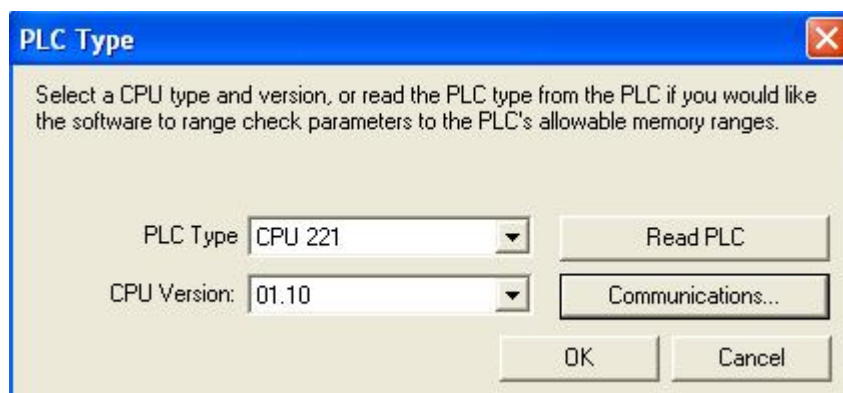 PLC Type
Select a CPU type and version, or read the PLC type from the PLC if you would like
the software to range check parameters to the PLC's allowable memory ranges.
PLC Type CPU 221 Read PLC
CPU Version: 01.10 Communications...
OK Cancel